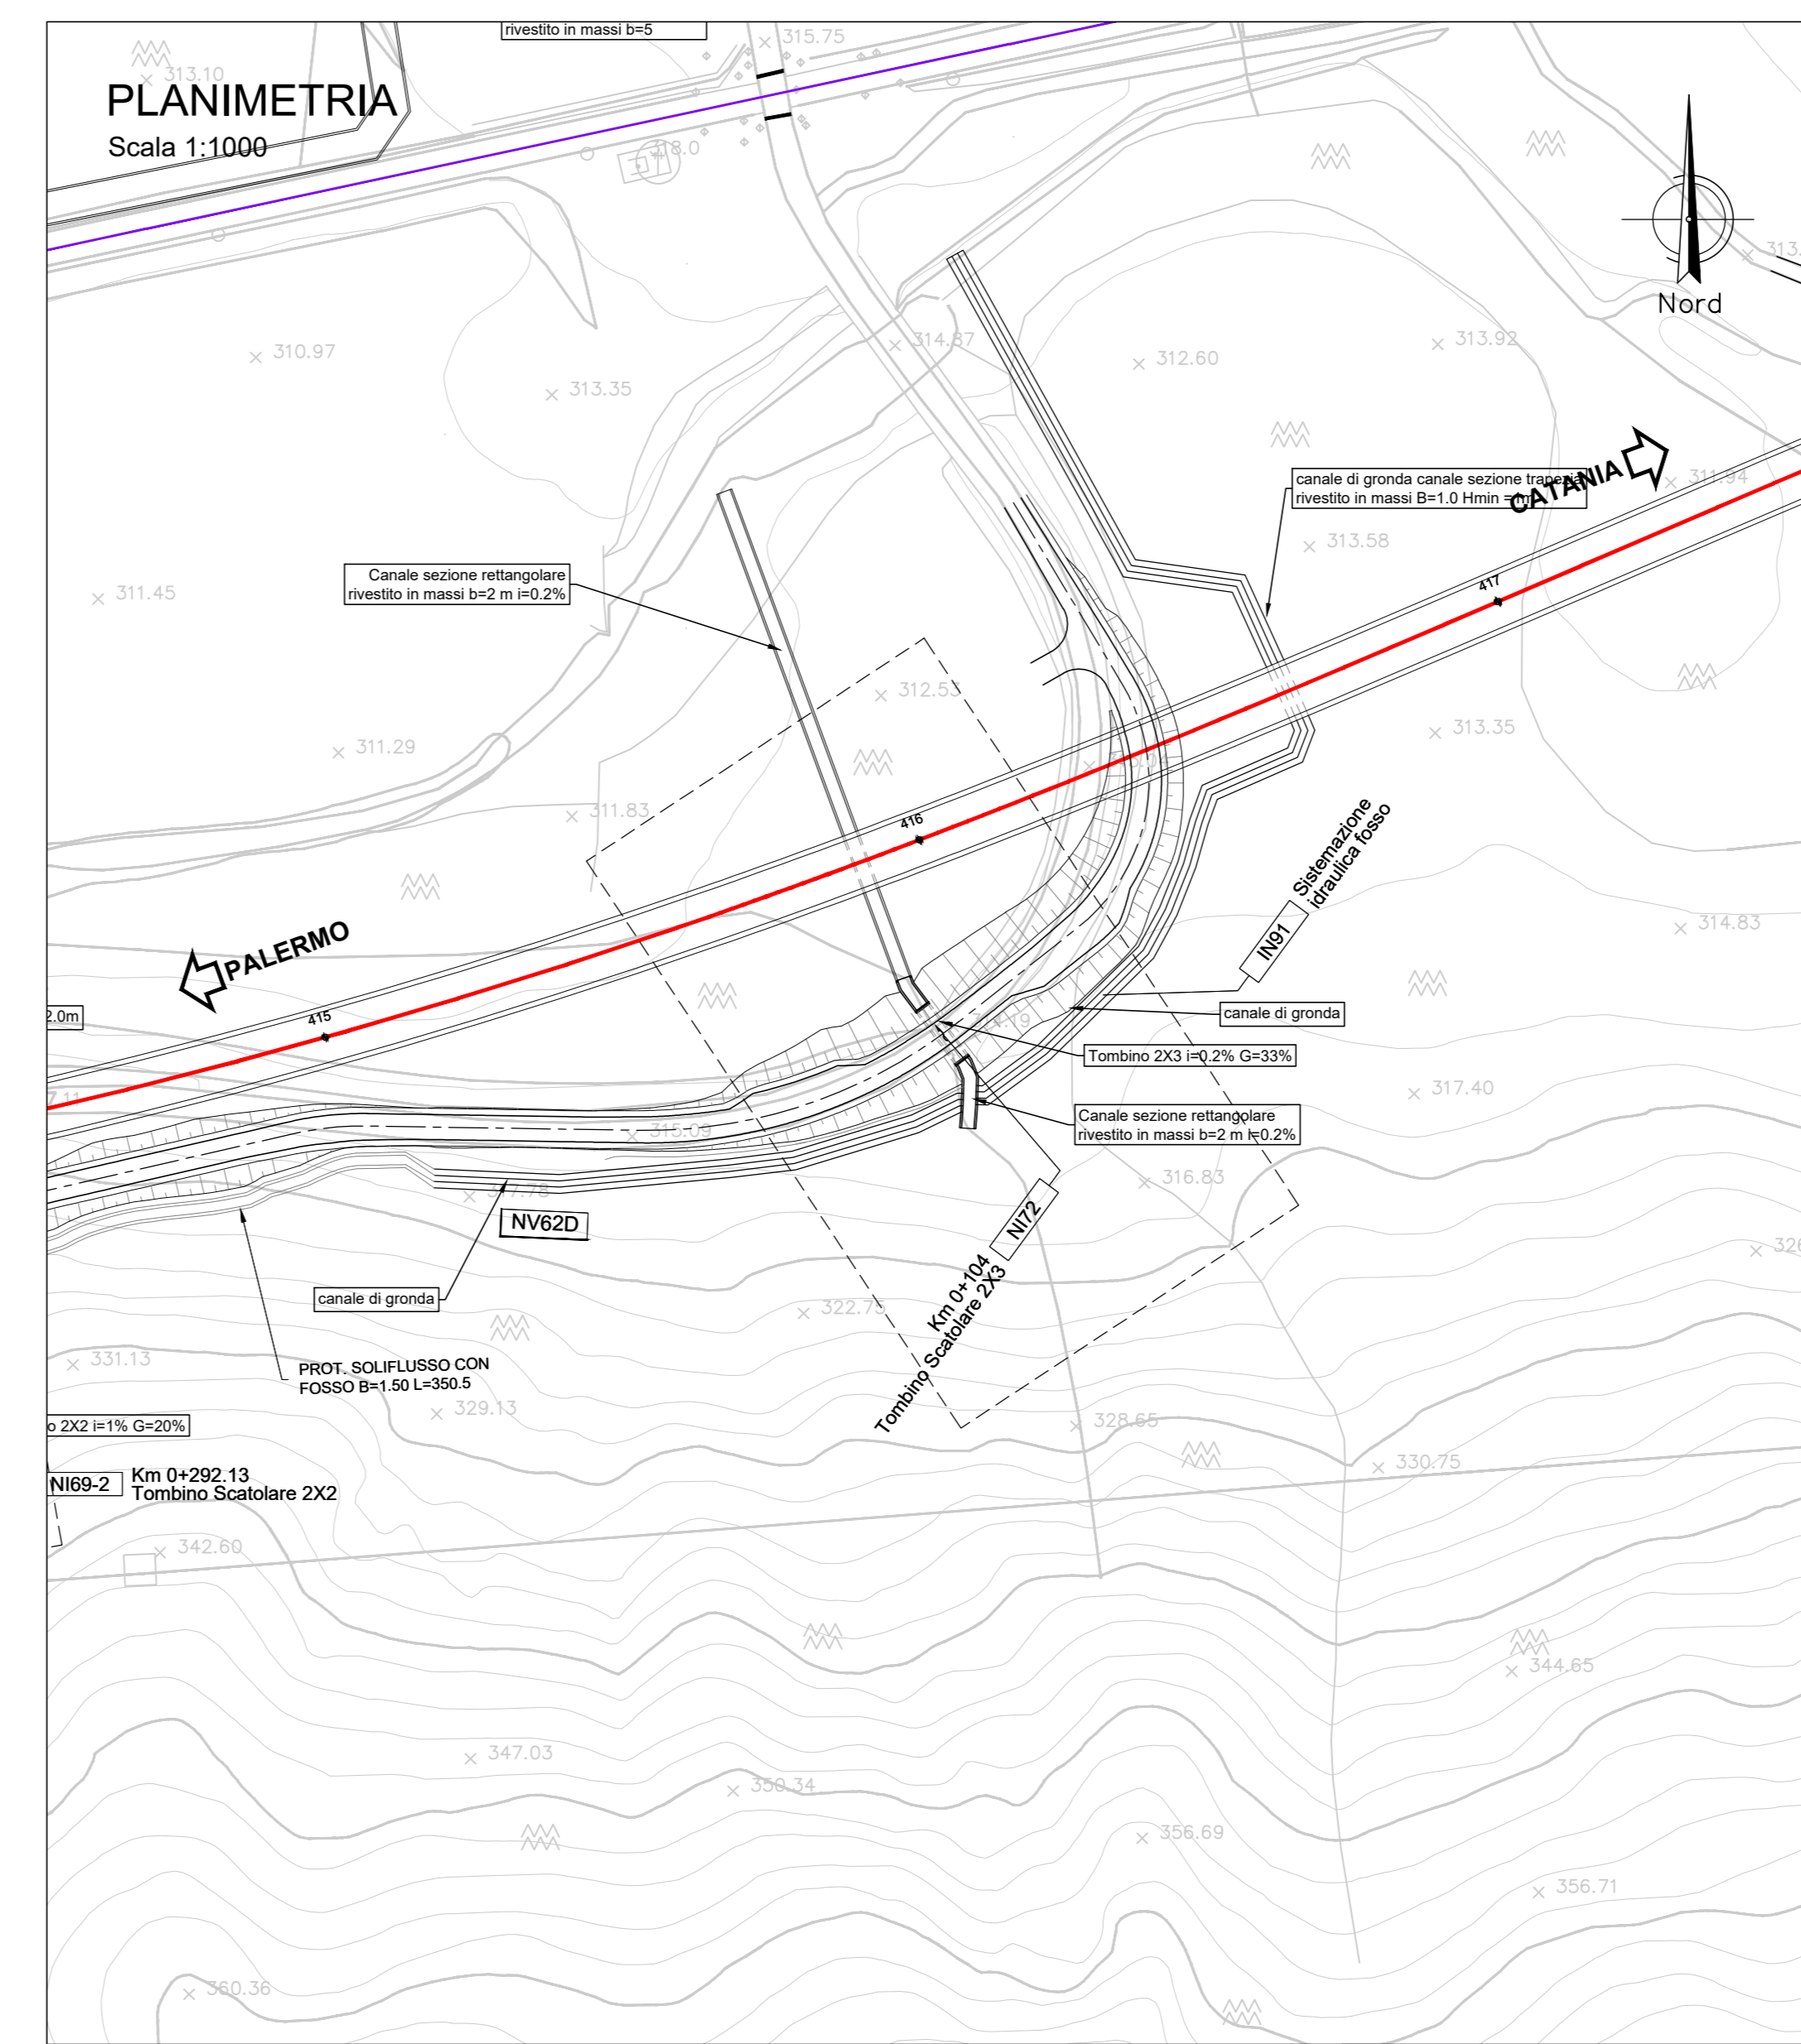 rivestito in massi b=5
315.75
313.10
PLANIMETRIA
Scala 1:1000
318.0
Nord
310.97
313.35
314.87
312.60
313.92
CATANIA
311.94
canale di gronda canale sezione trapezia
rivestito in massi B=1.0 Hmin =
313.58
417
Canale sezione rettangolare
rivestito in massi b=2 m i=0.2%
311.45
312.53
313.35
311.29
311.83
416
Sistemazione
idraulica fosso
IN91
314.83
PALERMO
2.0m
415
canale di gronda
Tombino 2X3 i=0.2% G=33%
317.40
Canale sezione rettangolare
rivestito in massi b=2 m i=0.2%
315.09
316.83
NV62D
NI72
Km 0+104
Tombino Scatolare 2X3
canale di gronda
322.75
331.13
PROT. SOLIFLUSSO CON
FOSSO B=1.50 L=350.5
329.13
328.65
o 2X2 i=1% G=20%
330.75
NI69-2
Km 0+292.13
Tombino Scatolare 2X2
342.60
344.65
347.03
350.34
356.69
356.71
360.36